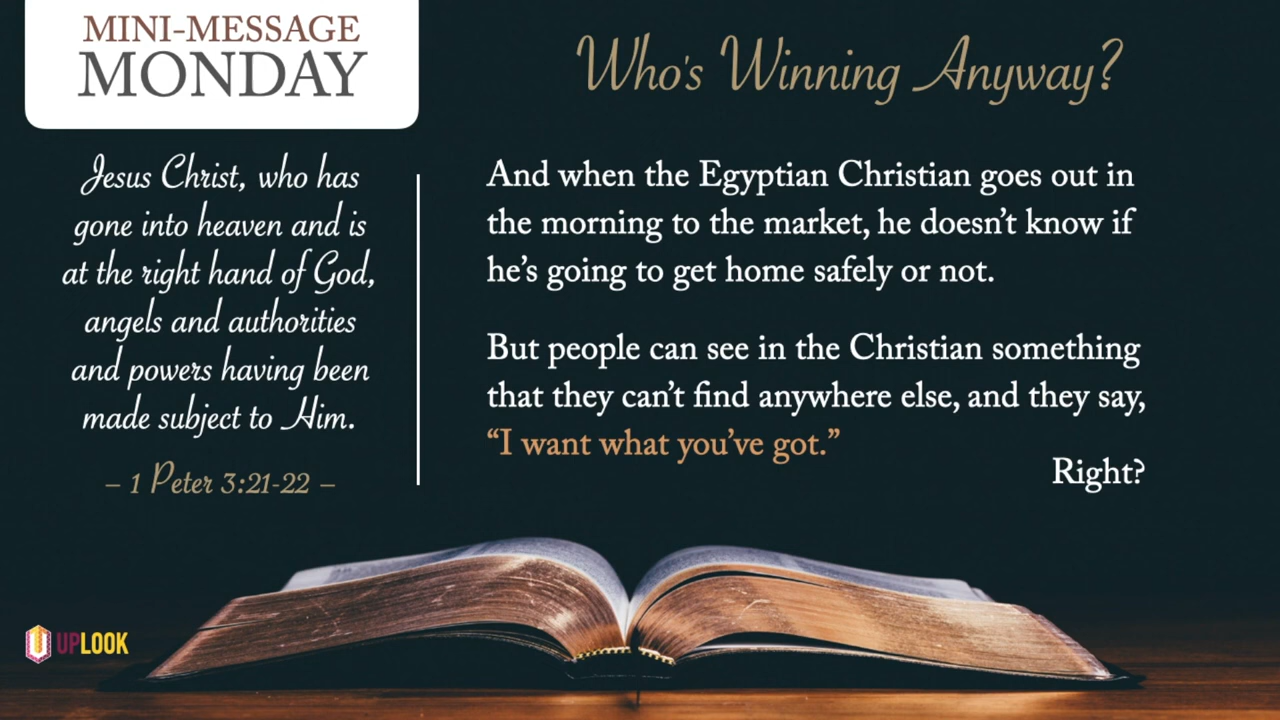 MINI-MESSAGE
MONDAY
Who's Winning Anyway?
Jesus Christ, who has
gone into heaven and is
at the right hand of God,
angels and authorities
and powers having been
made subject to Him.
– 1 Peter 3:21-22 –
And when the Egyptian Christian goes out in
the morning to the market, he doesn’t know if
he’s going to get home safely or not.
But people can see in the Christian something
that they can’t find anywhere else, and they say,
“I want what you’ve got.”
Right?
UPLOOK